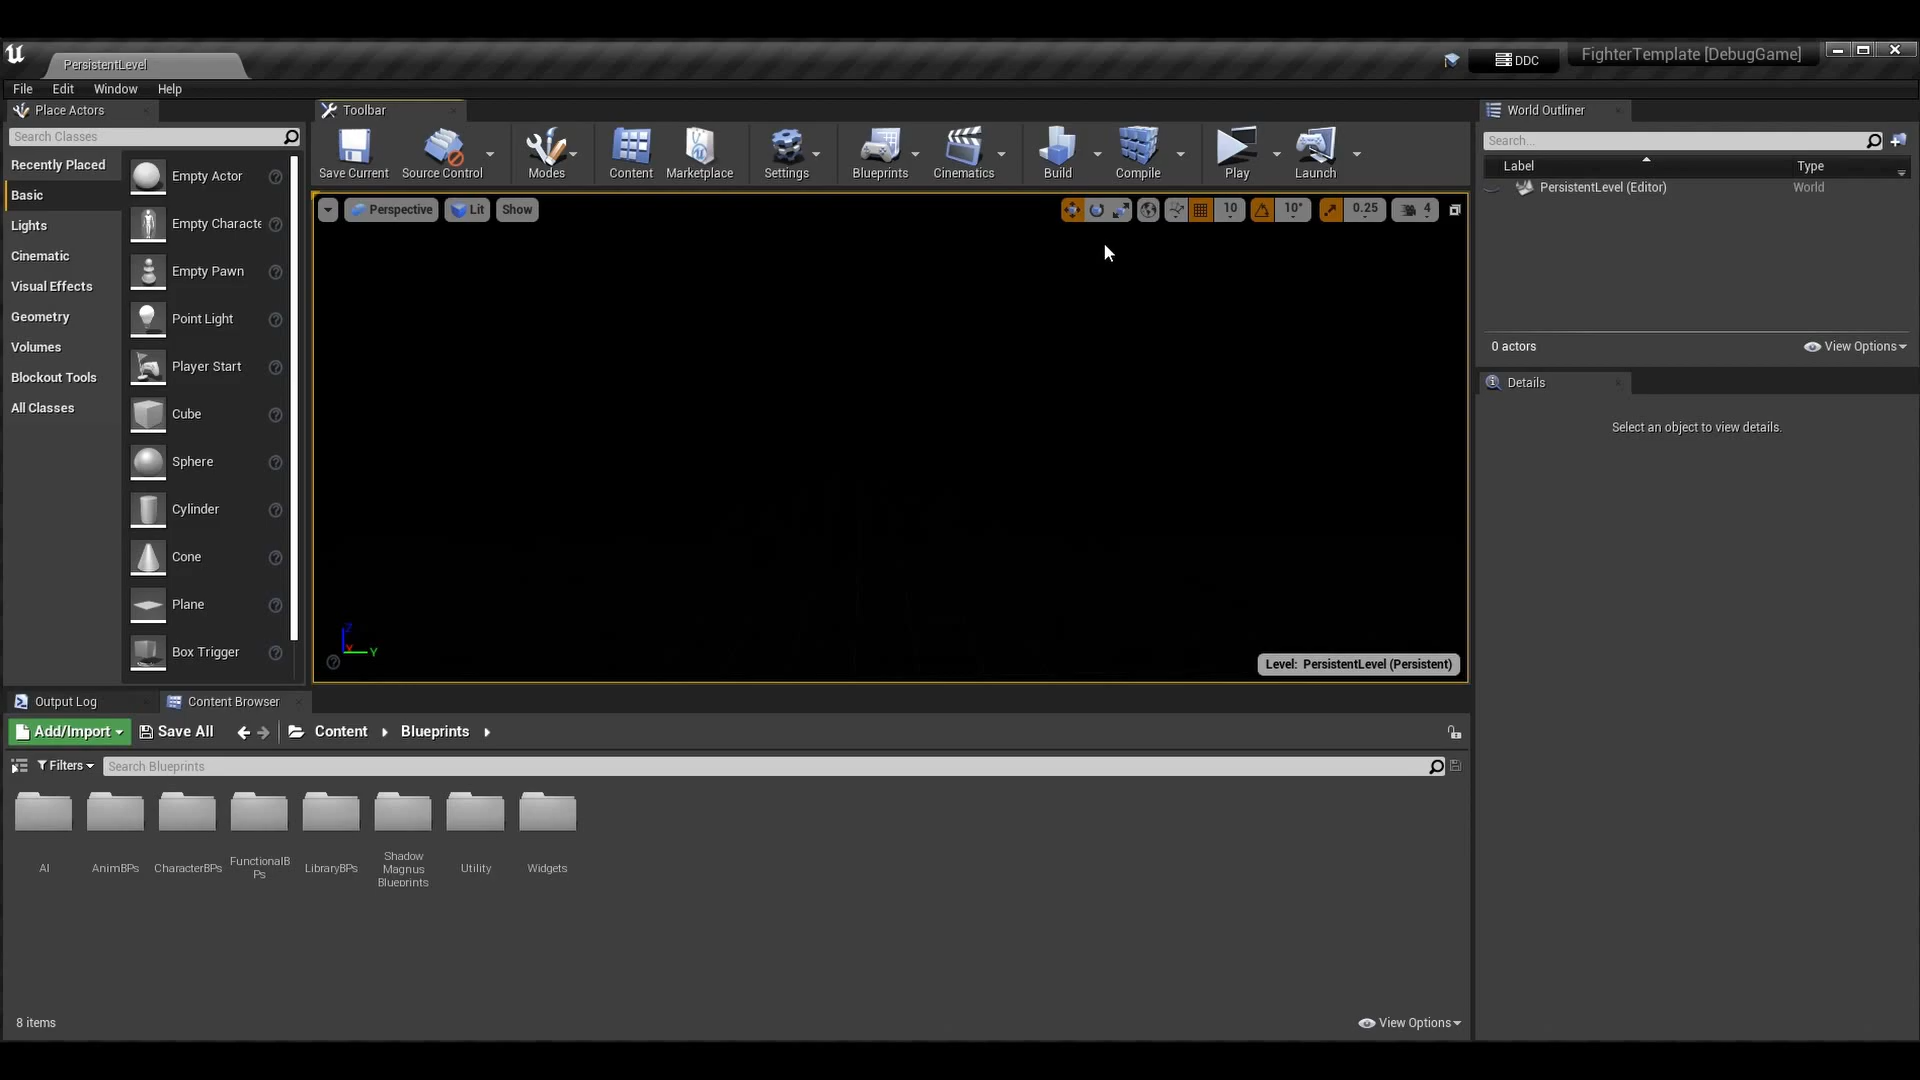 PersistentLevel
DDC
FighterTemplate [DebugGame]
File Edit Window Help
Place Actors
Search Classes
Recently Placed
Basic
Lights
Cinematic
Visual Effects
Geometry
Volumes
Blockout Tools
All Classes
Empty Actor
Empty Characte
Empty Pawn
Point Light
Player Start
Cube
Sphere
Cylinder
Cone
Plane
Box Trigger
Toolbar
Save Current
Source Control
Modes
Content
Marketplace
Settings
Blueprints
Cinematics
Build
Compile
Play
Launch
Perspective
Lit
Show
10
10°
0.25
4
Z
X
Y
Level: PersistentLevel (Persistent)
World Outliner
Search...
Label Type
PersistentLevel (Editor) World
0 actors
View Options
Details
Select an object to view details.
Output Log
Content Browser
Add/Import
Save All
Content
Blueprints
Filters
Search Blueprints
AI
AnimBPs
CharacterBPs
FunctionalB
Ps
LibraryBPs
Shadow
Magnus
Blueprints
Utility
Widgets
8 items
View Options